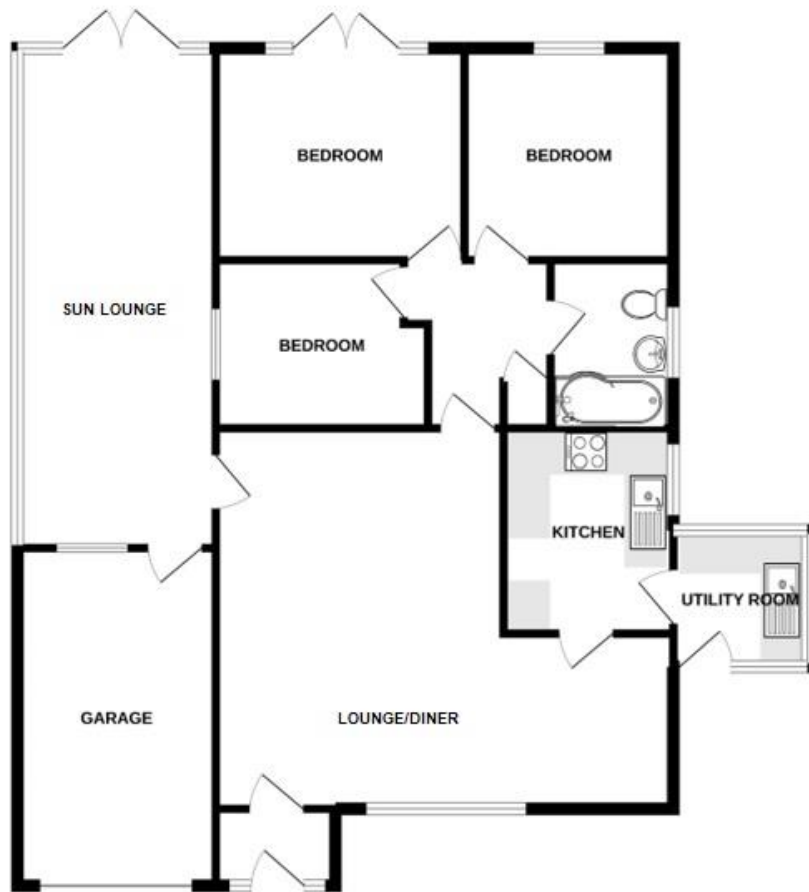 BEDROOM
BEDROOM
SUN LOUNGE
BEDROOM
KITCHEN
UTILITY ROOM
GARAGE
LOUNGE/DINER